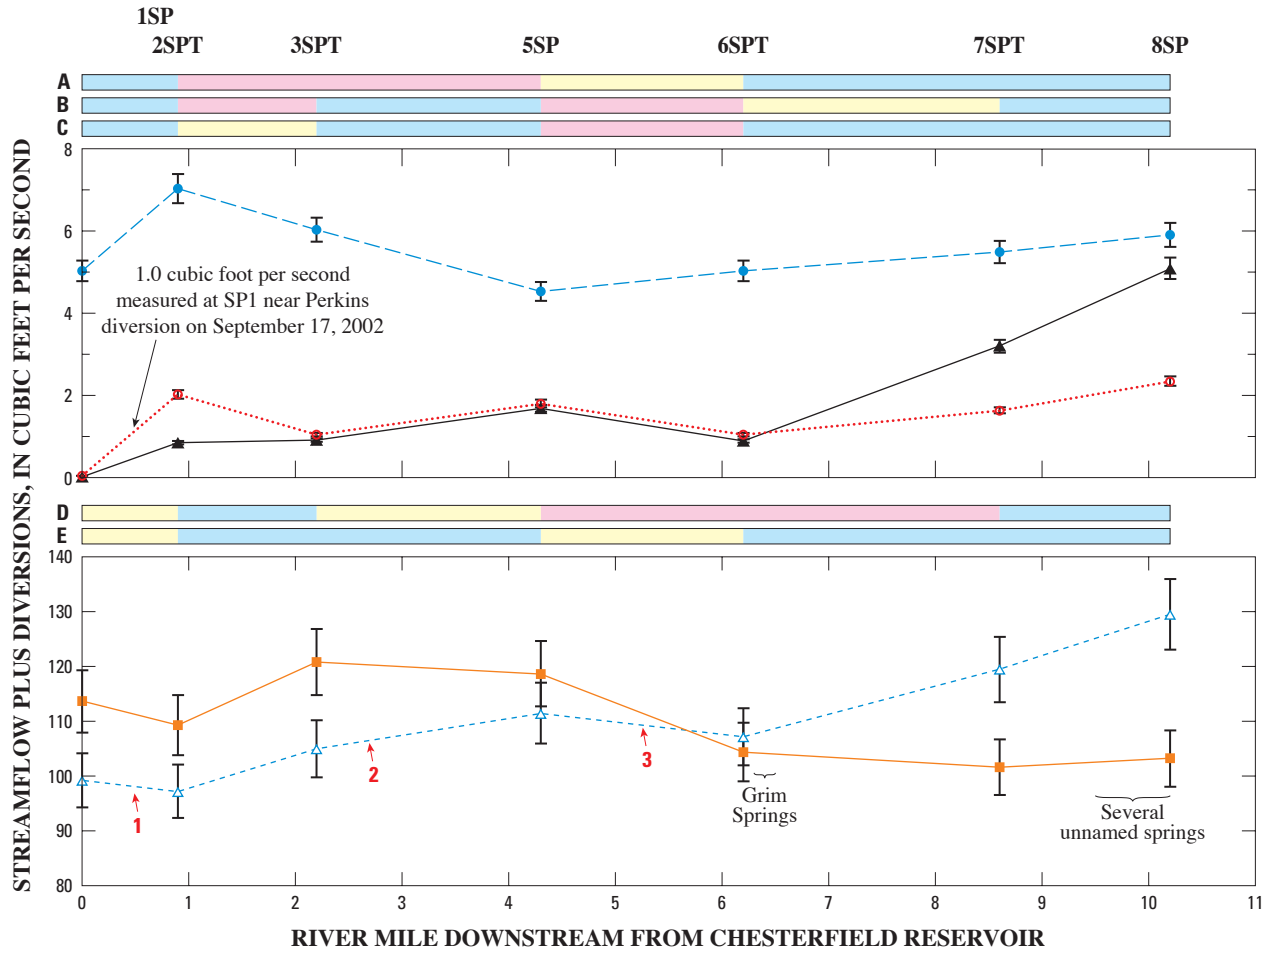 1SP
2SPT 3SPT 5SP 6SPT 7SPT 8SP
A
B
C
STREAMFLOW PLUS DIVERSIONS, IN CUBIC FEET PER SECOND
8
6
4
2
0
1.0 cubic foot per second
measured at SP1 near Perkins
diversion on September 17, 2002
D
E
140
130
120
110
100
90
80
1
2
3
Grim
Springs
Several
unnamed springs
0 1 2 3 4 5 6 7 8 9 10 11
RIVER MILE DOWNSTREAM FROM CHESTERFIELD RESERVOIR